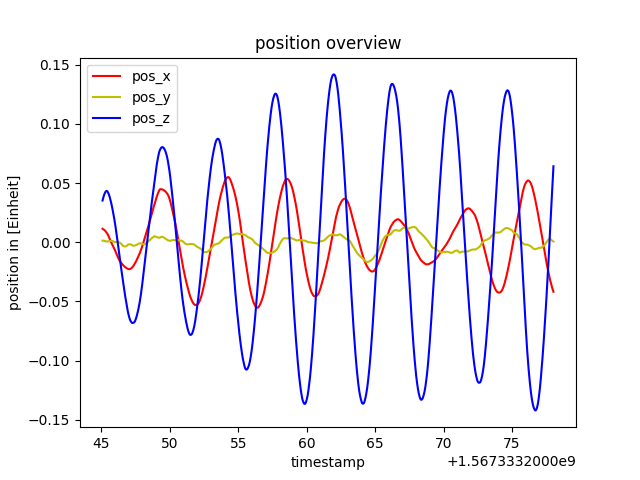 position overview
pos_x
pos_y
pos_z
position in [Einheit]
0.15
0.10
0.05
0.00
−0.05
−0.10
−0.15
45 50 55 60 65 70 75
timestamp
+1.5673332000e9